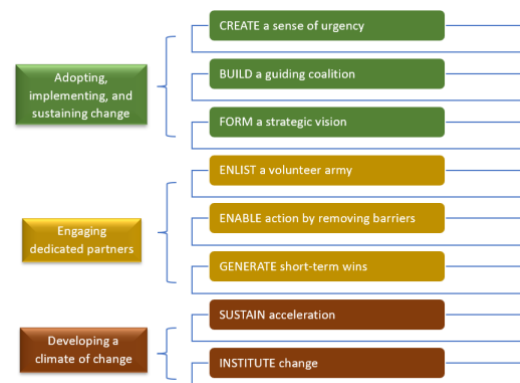 Adopting,
implementing, and
sustaining change
CREATE a sense of urgency
BUILD a guiding coalition
FORM a strategic vision
Engaging
dedicated partners
ENLIST a volunteer army
ENABLE action by removing barriers
GENERATE short-term wins
Developing a
climate of change
SUSTAIN acceleration
INSTITUTE change